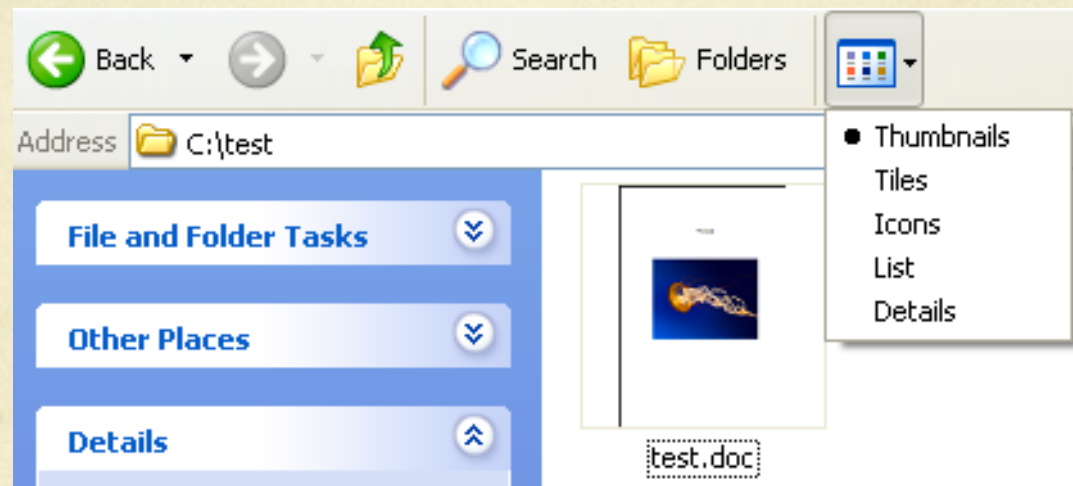 Back Search Folders
Address C:\test
Thumbnails
Tiles
Icons
List
Details
File and Folder Tasks
Other Places
Details
test.doc